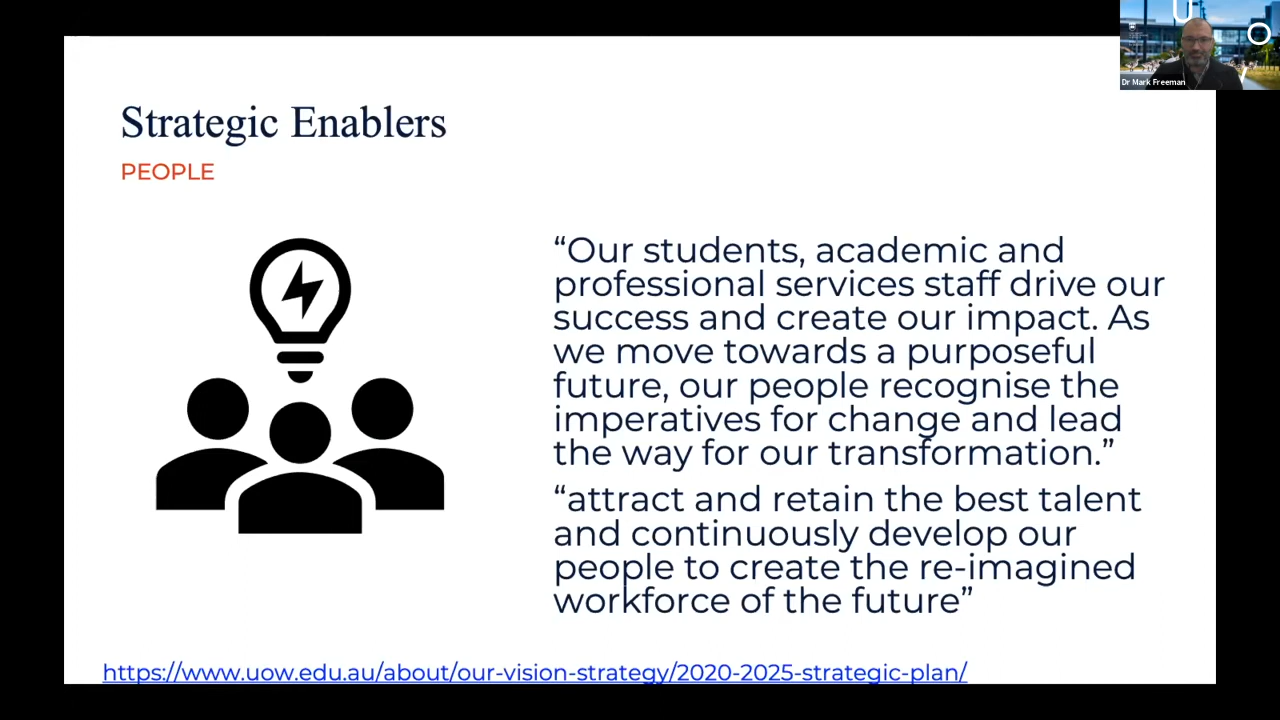 U
O
Dr Mark Freeman
Strategic Enablers
PEOPLE
“Our students, academic and
professional services staff drive our
success and create our impact. As
we move towards a purposeful
future, our people recognise the
imperatives for change and lead
the way for our transformation.”
“attract and retain the best talent
and continuously develop our
people to create the re-imagined
workforce of the future”
https://www.uow.edu.au/about/our-vision-strategy/2020-2025-strategic-plan/